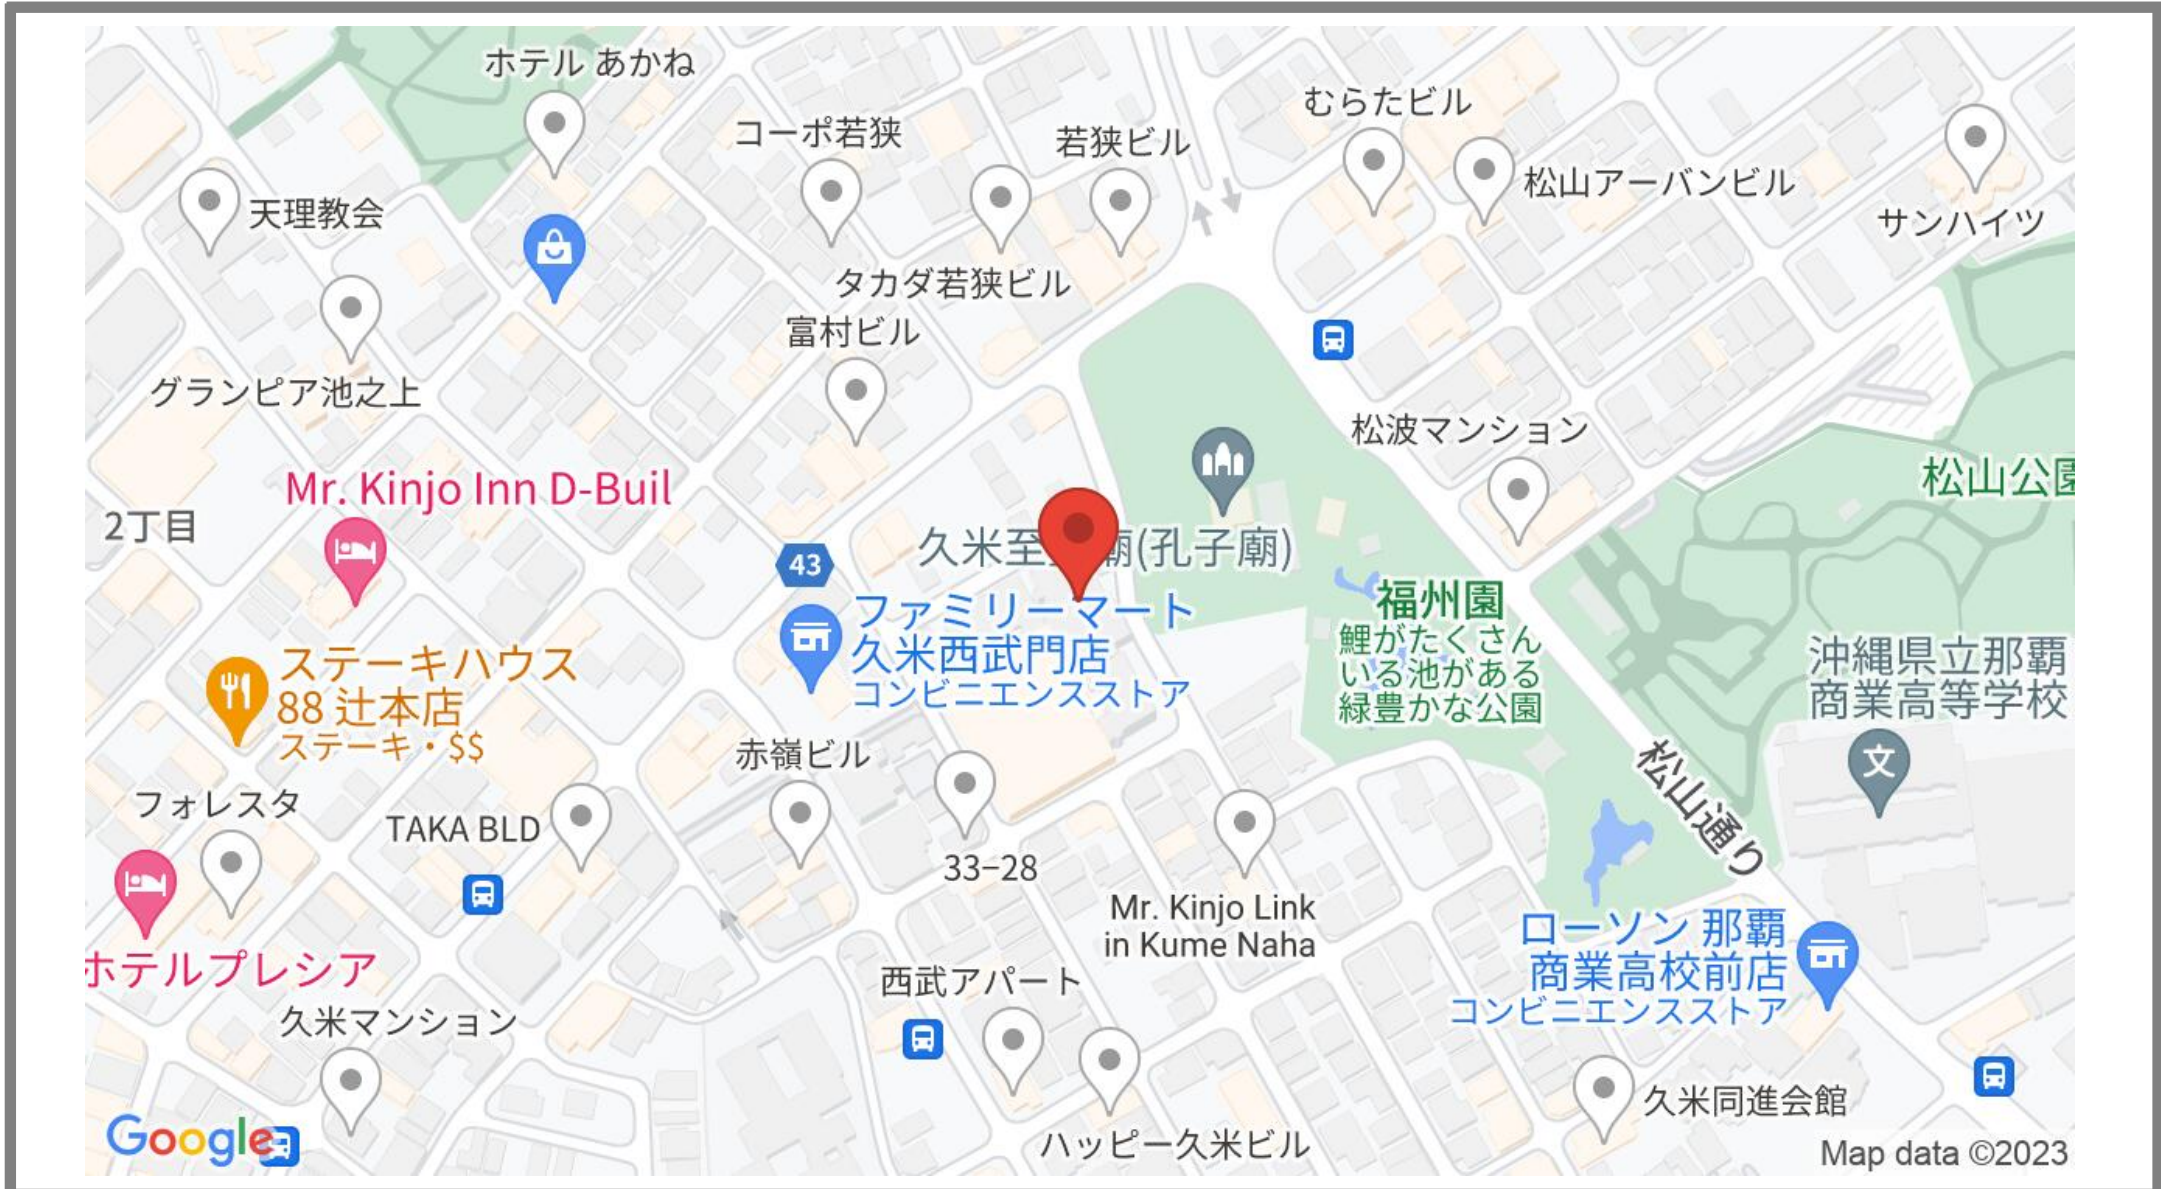 ホテル あかね
むらたビル
コーポ若狭
若狭ビル
松山アーバンビル
天理教会
サンハイツ
タカダ若狭ビル
富村ビル
グランピア池之上
松波マンション
松山公園
Mr. Kinjo Inn D-Buil
2丁目
久米至
廟(孔子廟)
43
ファミリーマート
久米西武門店
コンビニエンスストア
福州園
鯉がたくさん
いる池がある
緑豊かな公園
沖縄県立那覇
商業高等学校
文
ステーキハウス
88 辻本店
ステーキ・$$
赤嶺ビル
松山通り
フォレスタ
TAKA BLD
33−28
Mr. Kinjo Link
in Kume Naha
ローソン 那覇
商業高校前店
コンビニエンスストア
ホテルプレシア
西武アパート
久米マンション
久米同進会館
ハッピー久米ビル
Google
Map data ©2023